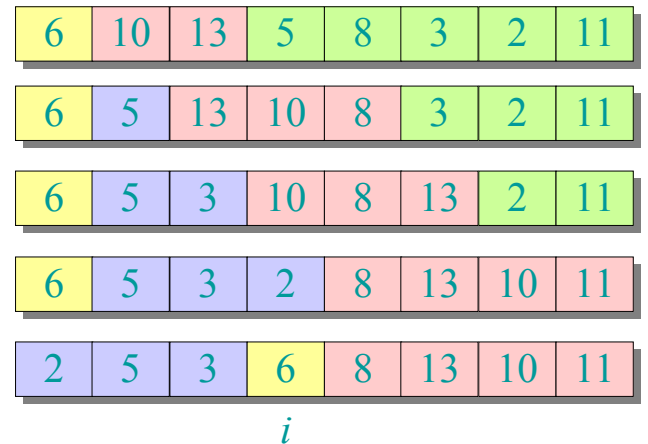 6 10 13 5 8 3 2 11
6 5 13 10 8 3 2 11
6 5 3 10 8 13 2 11
6 5 3 2 8 13 10 11
2 5 3 6 8 13 10 11
i